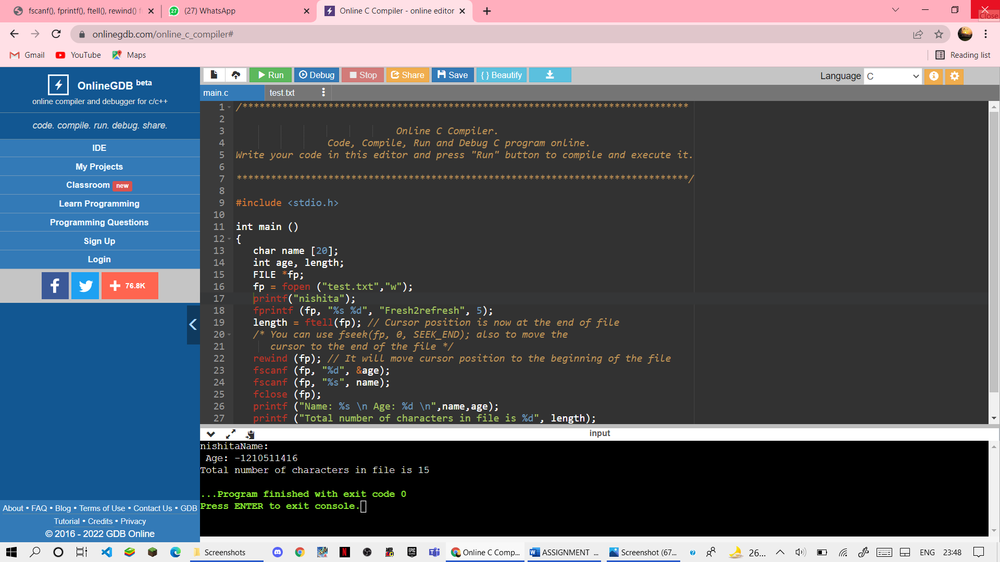 fscanf(), fprintf(), ftell(), rewind() f
27 (27) WhatsApp
Online C Compiler - online editor
Close
onlinegdb.com/online_c_compiler#
Gmail YouTube Maps Reading list
OnlineGDB beta
online compiler and debugger for c/c++
code. compile. run. debug. share.
IDE
My Projects
Classroom new
Learn Programming
Programming Questions
Sign Up
Login
76.8K
About • FAQ • Blog • Terms of Use • Contact Us • GDB
Tutorial • Credits • Privacy
© 2016 - 2022 GDB Online
Run Debug Stop Share Save { } Beautify Language C
main.c test.txt
1 /******************************************************************************
2
3 Online C Compiler.
4 Code, Compile, Run and Debug C program online.
5 Write your code in this editor and press "Run" button to compile and execute it.
6
7 *******************************************************************************/
8
9 #include <stdio.h>
10
11 int main ()
12 {
13 char name [20];
14 int age, length;
15 FILE *fp;
16 fp = fopen ("test.txt","w");
17 printf("nishita");
18 fprintf (fp, "%s %d", "Fresh2refresh", 5);
19 length = ftell(fp); // Cursor position is now at the end of file
20 /* You can use fseek(fp, 0, SEEK_END); also to move the
21 cursor to the end of the file */
22 rewind (fp); // It will move cursor position to the beginning of the file
23 fscanf (fp, "%d", &age);
24 fscanf (fp, "%s", name);
25 fclose (fp);
26 printf ("Name: %s \n Age: %d \n",name,age);
27 printf ("Total number of characters in file is %d", length);
input
nishitaName:
Age: -1210511416
Total number of characters in file is 15
...Program finished with exit code 0
Press ENTER to exit console.
Screenshots Online C Comp... ASSIGNMENT ... Screenshot (67... 26... ENG 23:48